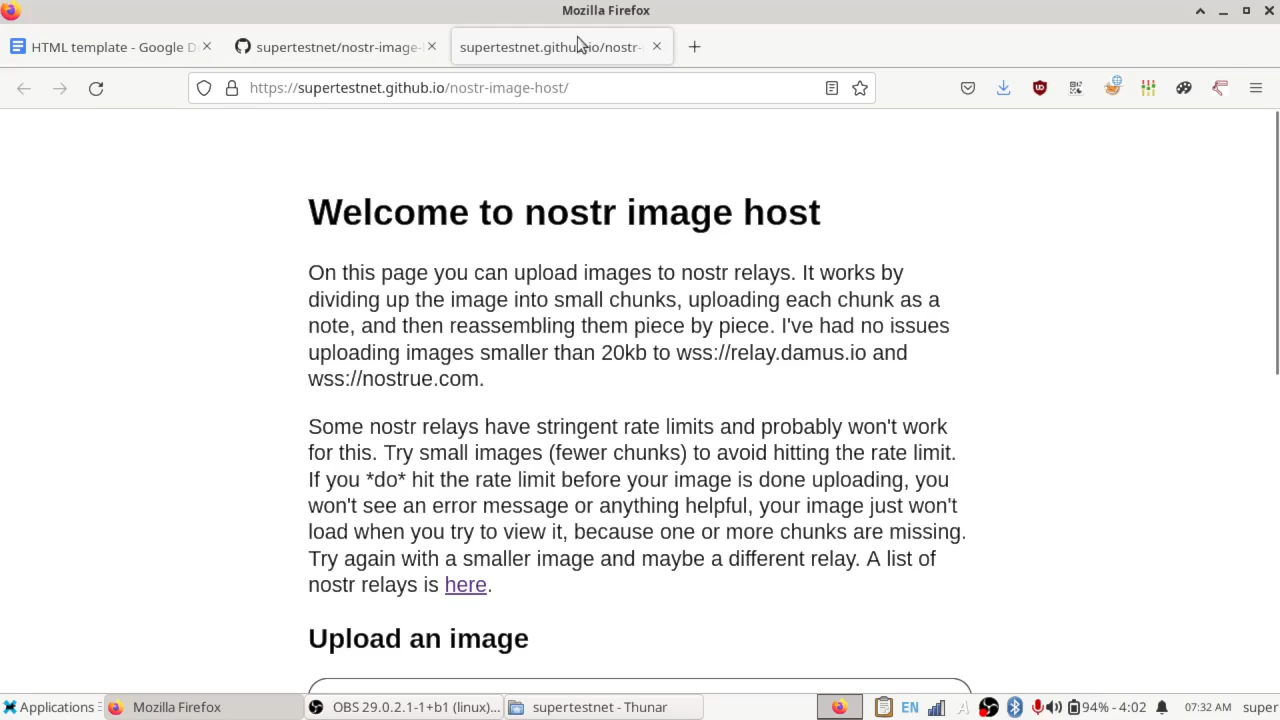 Mozilla Firefox
HTML template - Google D
supertestnet/nostr-image-
supertestnet.github.io/nostr-
https://supertestnet.github.io/nostr-image-host/
Welcome to nostr image host
On this page you can upload images to nostr relays. It works by
dividing up the image into small chunks, uploading each chunk as a
note, and then reassembling them piece by piece. I've had no issues
uploading images smaller than 20kb to wss://relay.damus.io and
wss://nostrue.com.
Some nostr relays have stringent rate limits and probably won't work
for this. Try small images (fewer chunks) to avoid hitting the rate limit.
If you *do* hit the rate limit before your image is done uploading, you
won't see an error message or anything helpful, your image just won't
load when you try to view it, because one or more chunks are missing.
Try again with a smaller image and maybe a different relay. A list of
nostr relays is here.
Upload an image
Applications
Mozilla Firefox
OBS 29.0.2.1-1+b1 (linux)...
supertestnet - Thunar
EN
A
94% - 4:02
07:32 AM
super